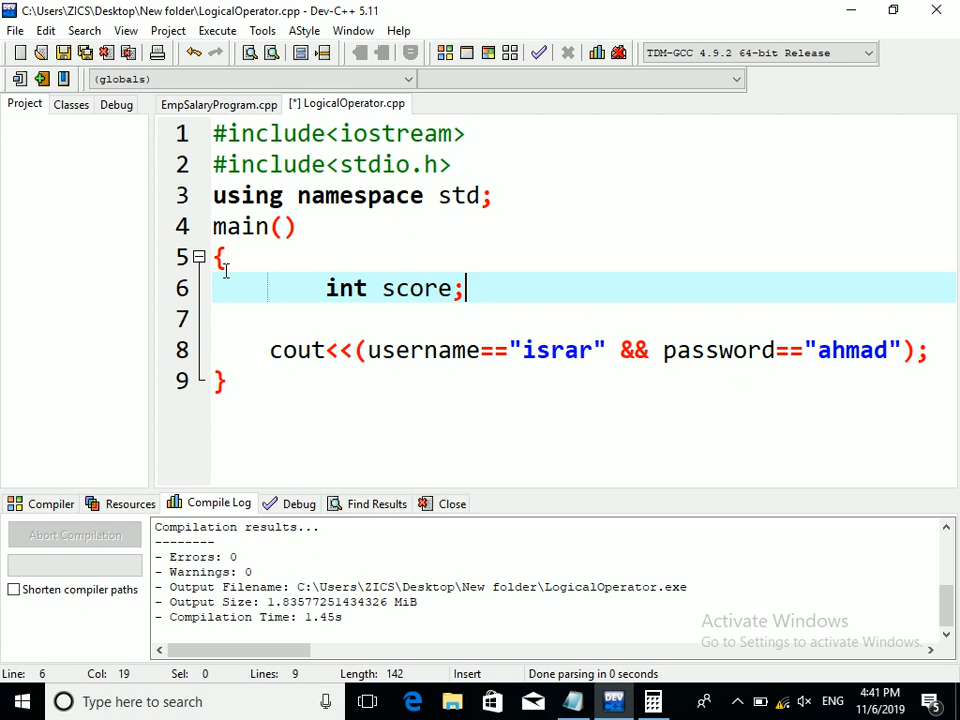 C:\Users\ZICS\Desktop\New folder\LogicalOperator.cpp - Dev-C++ 5.11
File Edit Search View Project Execute Tools AStyle Window Help
TDM-GCC 4.9.2 64-bit Release
(globals)
Project Classes Debug EmpSalaryProgram.cpp [*] LogicalOperator.cpp
1 #include<iostream>
2 #include<stdio.h>
3 using namespace std;
4 main()
5 {
6 int score;
7
8 cout<<(username=="israr" && password=="ahmad");
9 }
Compiler Resources Compile Log Debug Find Results Close
Abort Compilation
Shorten compiler paths
Compilation results...
--------
- Errors: 0
- Warnings: 0
- Output Filename: C:\Users\ZICS\Desktop\New folder\LogicalOperator.exe
- Output Size: 1.83577251434326 MiB
- Compilation Time: 1.45s
Activate Windows
Go to Settings to activate Windows.
Line: 6 Col: 19 Sel: 0 Lines: 9 Length: 142 Insert Done parsing in 0 seconds
Type here to search
DEV
ENG
4:41 PM
11/6/2019
5